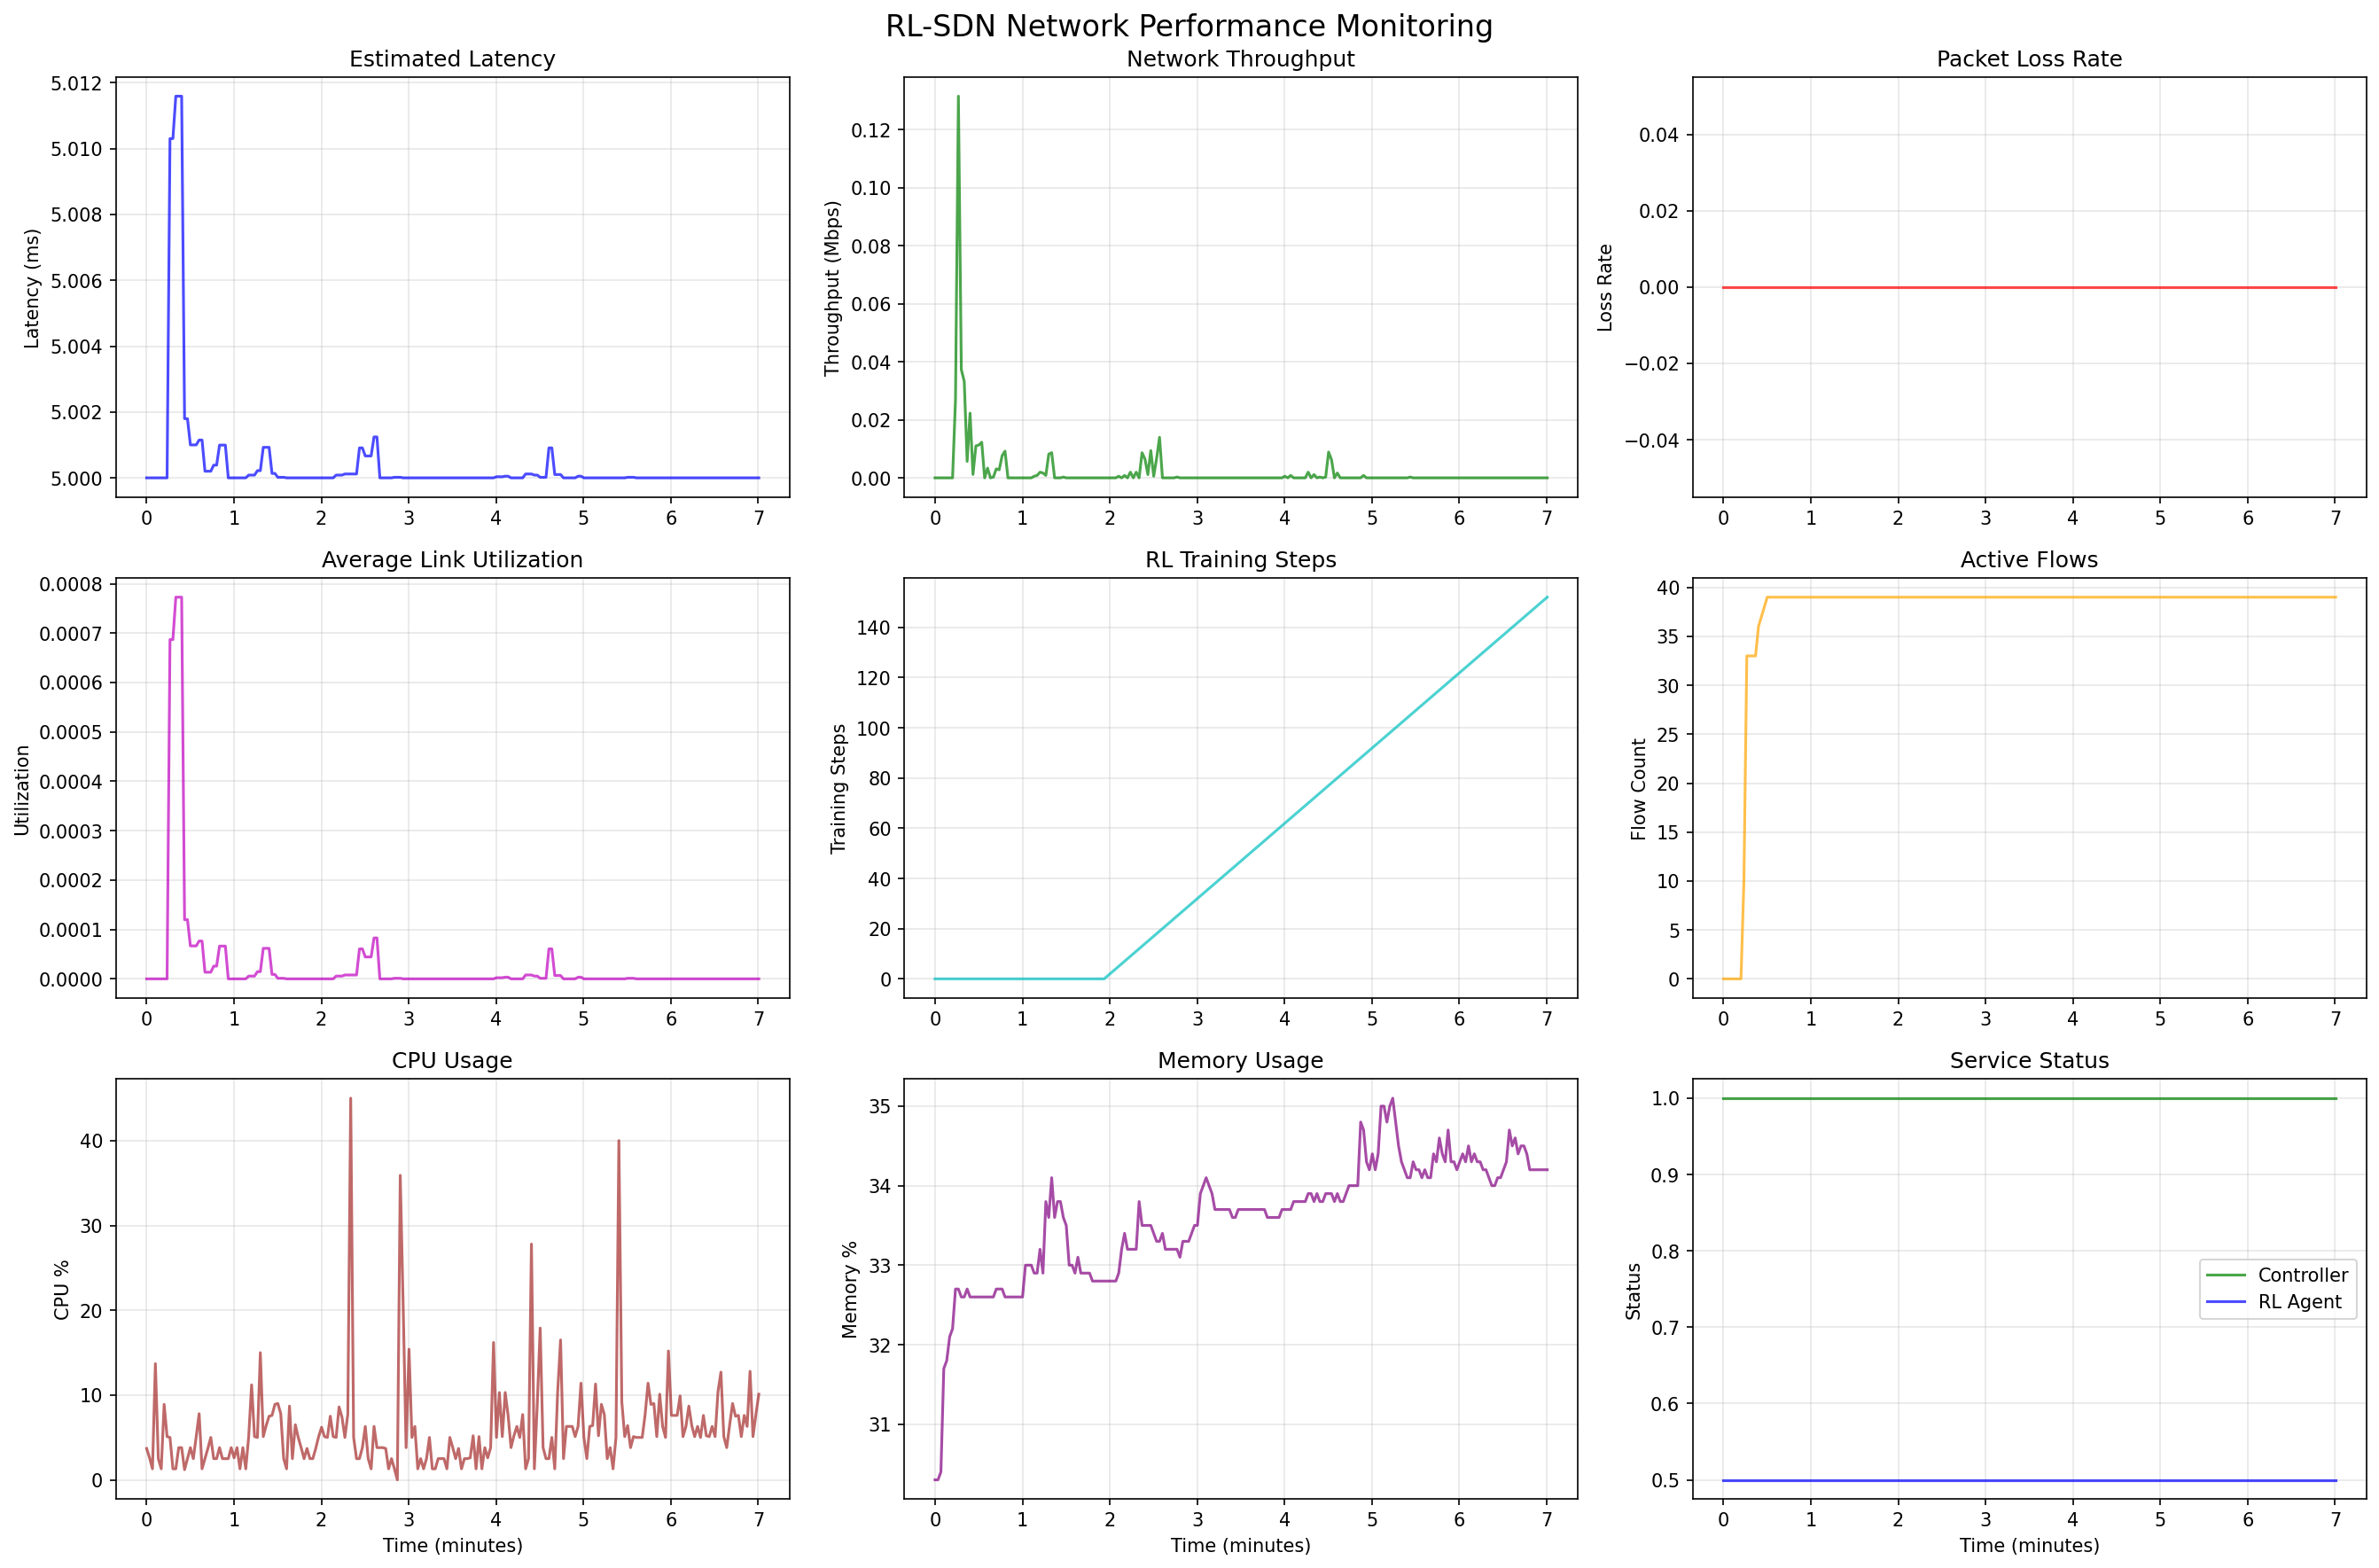 RL-SDN Network Performance Monitoring
Estimated Latency
Latency (ms)
5.012
5.010
5.008
5.006
5.004
5.002
5.000
0 1 2 3 4 5 6 7
Network Throughput
Throughput (Mbps)
0.12
0.10
0.08
0.06
0.04
0.02
0.00
0 1 2 3 4 5 6 7
Packet Loss Rate
Loss Rate
0.04
0.02
0.00
−0.02
−0.04
0 1 2 3 4 5 6 7
Average Link Utilization
Utilization
0.0008
0.0007
0.0006
0.0005
0.0004
0.0003
0.0002
0.0001
0.0000
0 1 2 3 4 5 6 7
RL Training Steps
Training Steps
140
120
100
80
60
40
20
0
0 1 2 3 4 5 6 7
Active Flows
Flow Count
40
35
30
25
20
15
10
5
0
0 1 2 3 4 5 6 7
CPU Usage
CPU %
40
30
20
10
0
0 1 2 3 4 5 6 7
Time (minutes)
Memory Usage
Memory %
35
34
33
32
31
0 1 2 3 4 5 6 7
Time (minutes)
Service Status
Status
1.0
0.9
0.8
0.7
0.6
0.5
Controller
RL Agent
0 1 2 3 4 5 6 7
Time (minutes)